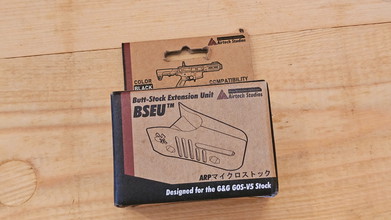 Airtech Studios
COLOR
BLACK
COMPATIBILITY
Butt-Stock Extension Unit
BSEU™
Airtech Studios
ARPマイクロストック
Designed for the G&G GOS-V5 Stock